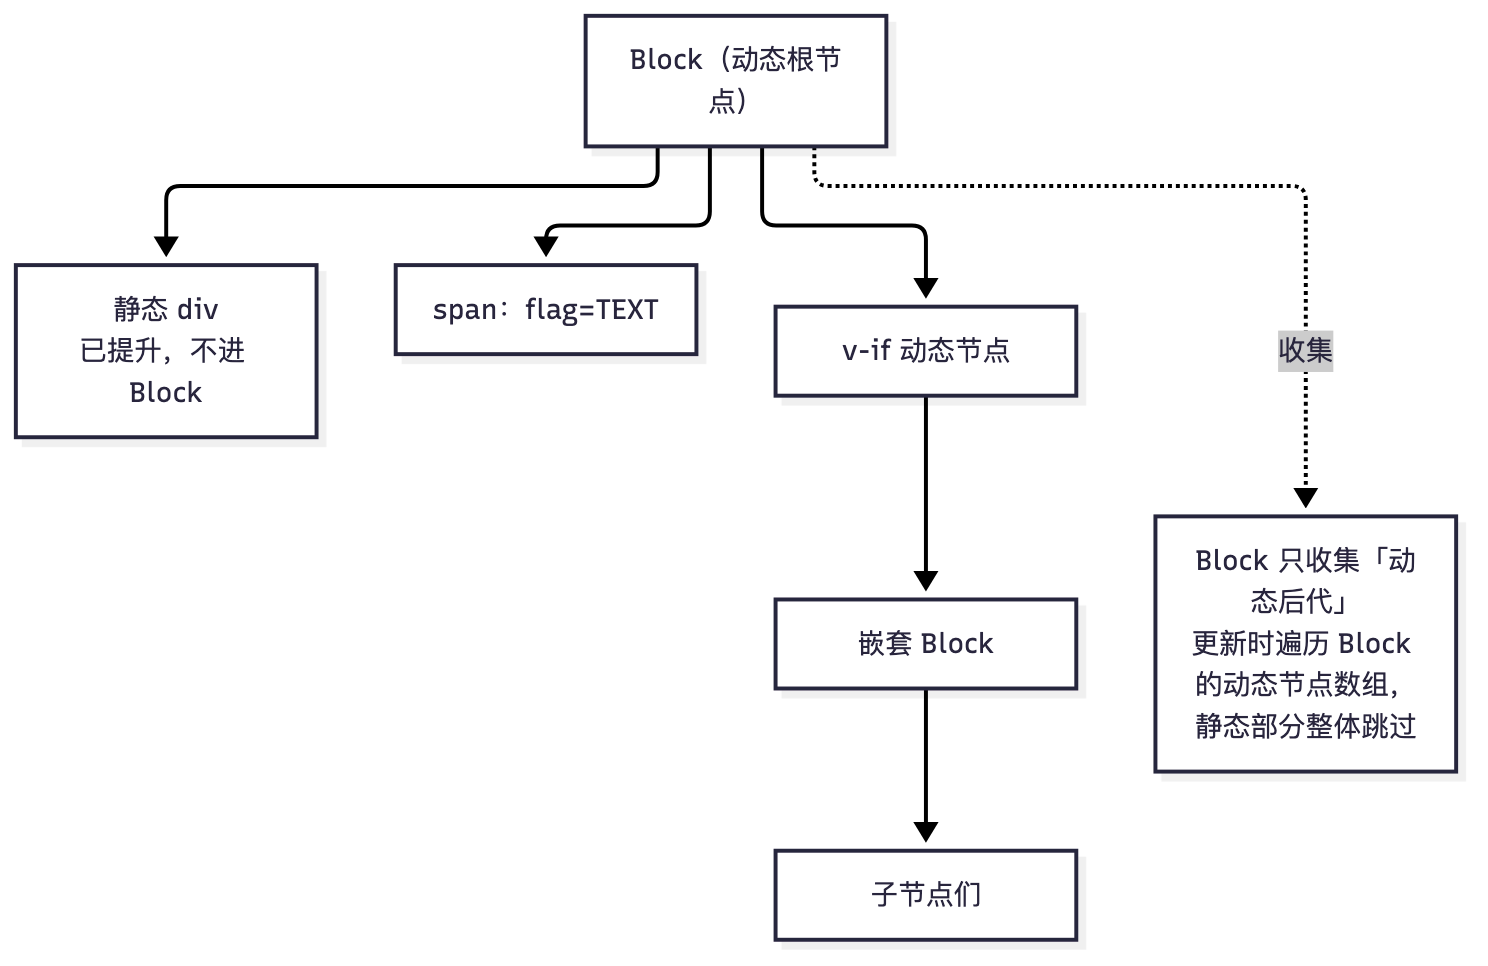 Block（动态根节
点）
静态 div
已提升，不进
Block
span：flag=TEXT
v-if 动态节点
收集
嵌套 Block
子节点们
Block 只收集「动
态后代」
更新时遍历 Block
的动态节点数组，
静态部分整体跳过